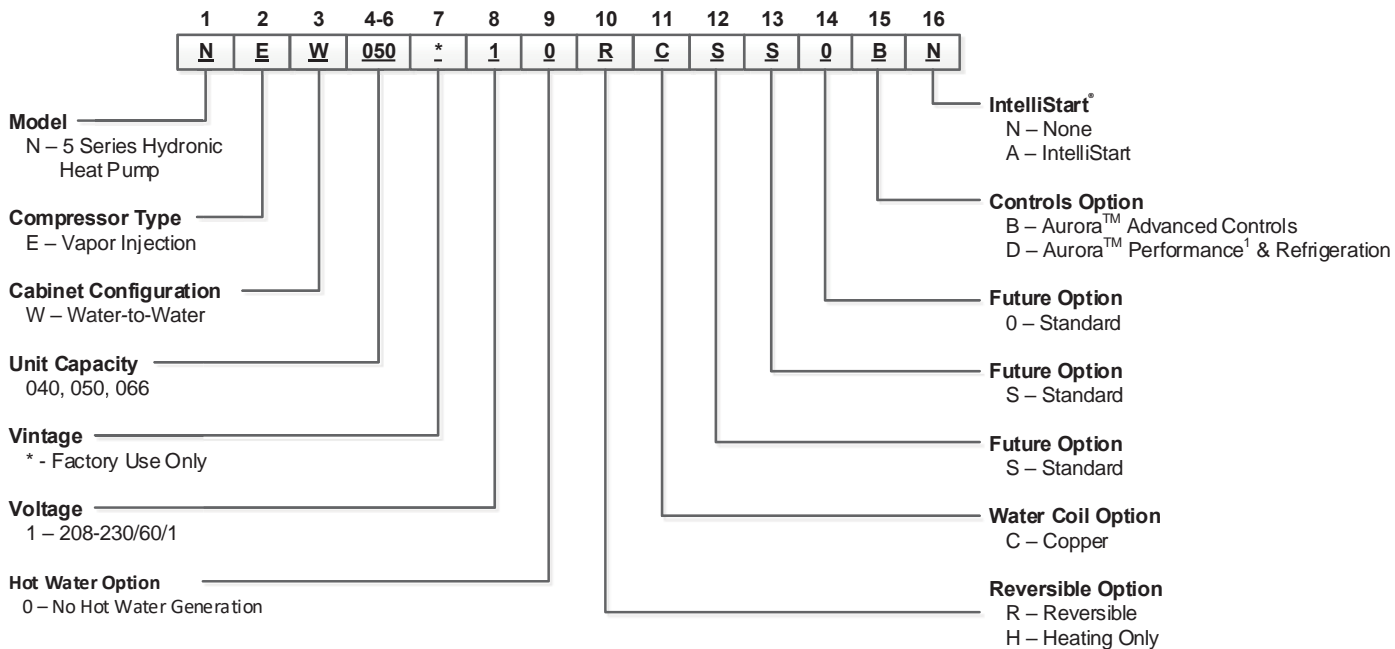 1 2 3 4-6 7 8 9 10 11 12 13 14 15 16
N E W 050 * 1 0 R C S S 0 B N
Model
N – 5 Series Hydronic
Heat Pump
Compressor Type
E – Vapor Injection
Cabinet Configuration
W – Water-to-Water
Unit Capacity
040, 050, 066
Vintage
* - Factory Use Only
Voltage
1 – 208-230/60/1
Hot Water Option
0 – No Hot Water Generation
IntelliStart®
N – None
A – IntelliStart
Controls Option
B – Aurora™ Advanced Controls
D – Aurora™ Performance¹ & Refrigeration
Future Option
0 – Standard
Future Option
S – Standard
Future Option
S – Standard
Water Coil Option
C – Copper
Reversible Option
R – Reversible
H – Heating Only